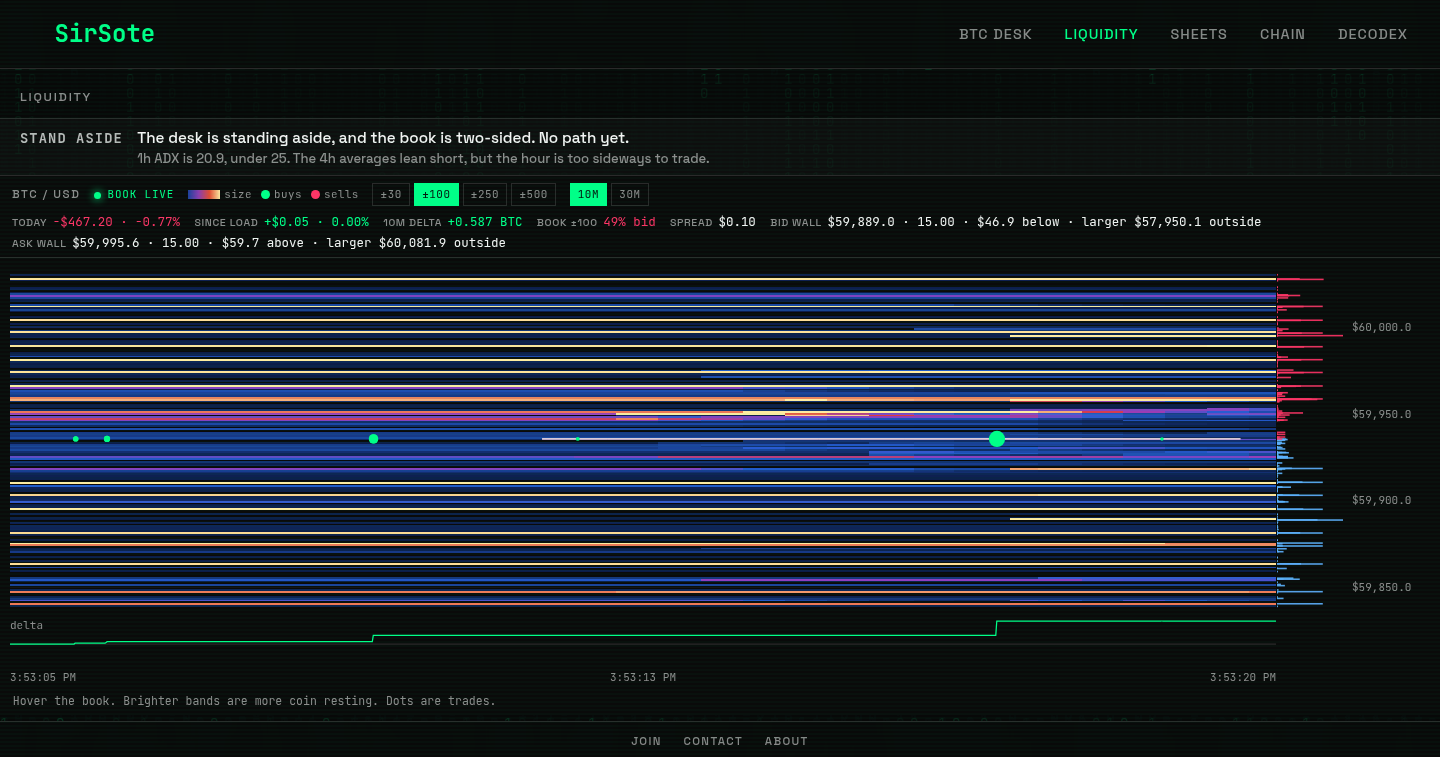 SirSote
BTC DESK LIQUIDITY SHEETS CHAIN DECODEX
LIQUIDITY
STAND ASIDE The desk is standing aside, and the book is two-sided. No path yet.
1h ADX is 20.9, under 25. The 4h averages lean short, but the hour is too sideways to trade.
BTC / USD BOOK LIVE size buys sells ±30 ±100 ±250 ±500 10M 30M
TODAY -$467.20 · -0.77% SINCE LOAD +$0.05 · 0.00% 10M DELTA +0.587 BTC BOOK ±100 49% bid SPREAD $0.10 BID WALL $59,889.0 · 15.00 · $46.9 below · larger $57,950.1 outside
ASK WALL $59,995.6 · 15.00 · $59.7 above · larger $60,081.9 outside
$60,000.0
$59,950.0
$59,900.0
$59,850.0
delta
3:53:05 PM 3:53:13 PM 3:53:20 PM
Hover the book. Brighter bands are more coin resting. Dots are trades.
JOIN CONTACT ABOUT